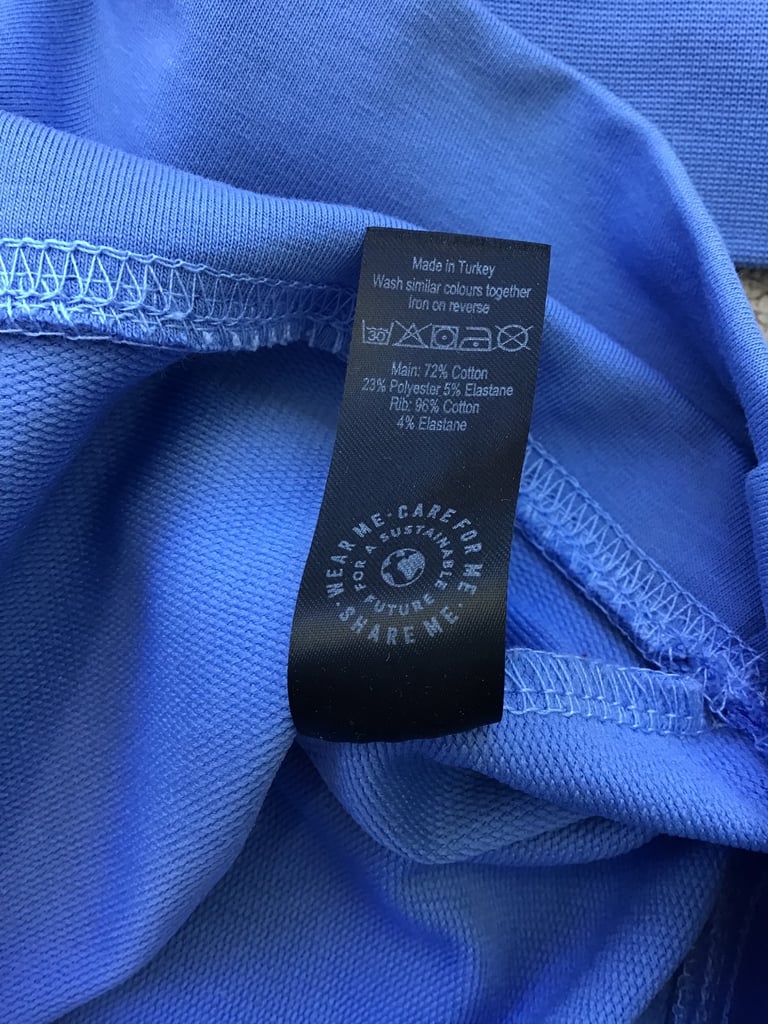 Made in Turkey
Wash similar colours together
Iron on reverse
30
Main: 72% Cotton
23% Polyester 5% Elastane
Rib: 96% Cotton
4% Elastane
WEAR ME · CARE FOR ME · SHARE ME ·
FOR A SUSTAINABLE FUTURE